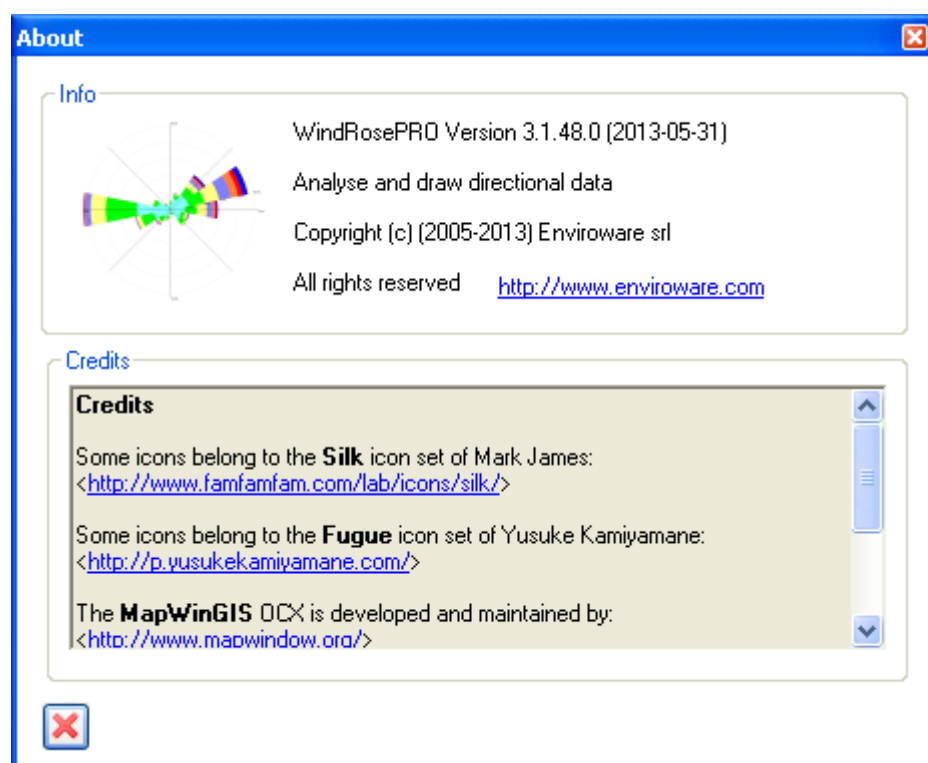 About
Info
WindRosePRO Version 3.1.48.0 (2013-05-31)
Analyse and draw directional data
Copyright (c) (2005-2013) Enviroware srl
All rights reserved http://www.enviroware.com
Credits
Credits
Some icons belong to the Silk icon set of Mark James:
<http://www.famfamfam.com/lab/icons/silk/>
Some icons belong to the Fugue icon set of Yusuke Kamiyamane:
<http://p.yusukekamiyamane.com/>
The MapWinGIS OCX is developed and maintained by:
<http://www.mapwindow.org/>